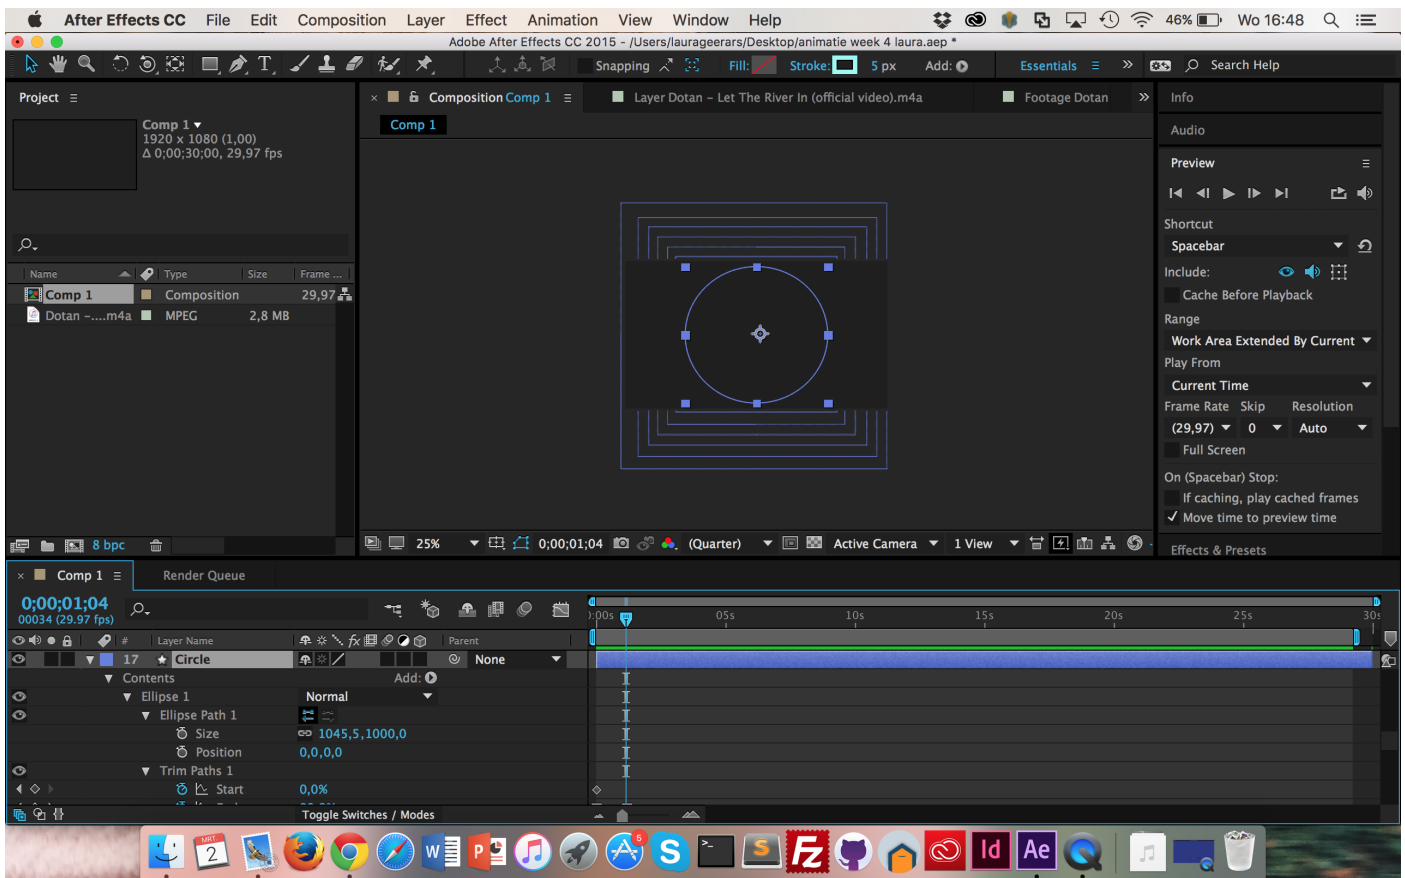 After Effects CC File Edit Composition Layer Effect Animation View Window Help 46% Wo 16:48
Adobe After Effects CC 2015 - /Users/laurageerars/Desktop/animatie week 4 laura.aep *
Snapping Fill: Stroke: 5 px Add: Essentials Search Help
Project
Comp 1
1920 x 1080 (1,00)
Δ 0;00;30;00, 29,97 fps
Name Type Size Frame ...
Comp 1 Composition 29,97
Dotan -....m4a MPEG 2,8 MB
8 bpc
Composition Comp 1 Layer Dotan – Let The River In (official video).m4a Footage Dotan
Comp 1
25% 0;00;01;04 (Quarter) Active Camera 1 View
Info
Audio
Preview
Shortcut
Spacebar
Include:
Cache Before Playback
Range
Work Area Extended By Current
Play From
Current Time
Frame Rate Skip Resolution
(29,97) 0 Auto
Full Screen
On (Spacebar) Stop:
If caching, play cached frames
Move time to preview time
Effects & Presets
Comp 1 Render Queue
0;00;01;04
00034 (29.97 fps)
):00s 05s 10s 15s 20s 25s 30s
# Layer Name Parent
17 Circle None
Contents Add:
Ellipse 1 Normal
Ellipse Path 1
Size 1045,5,1000,0
Position 0,0,0,0
Trim Paths 1
Start 0,0%
Toggle Switches / Modes
MRT
2
W P 5 S S Fz Id Ae